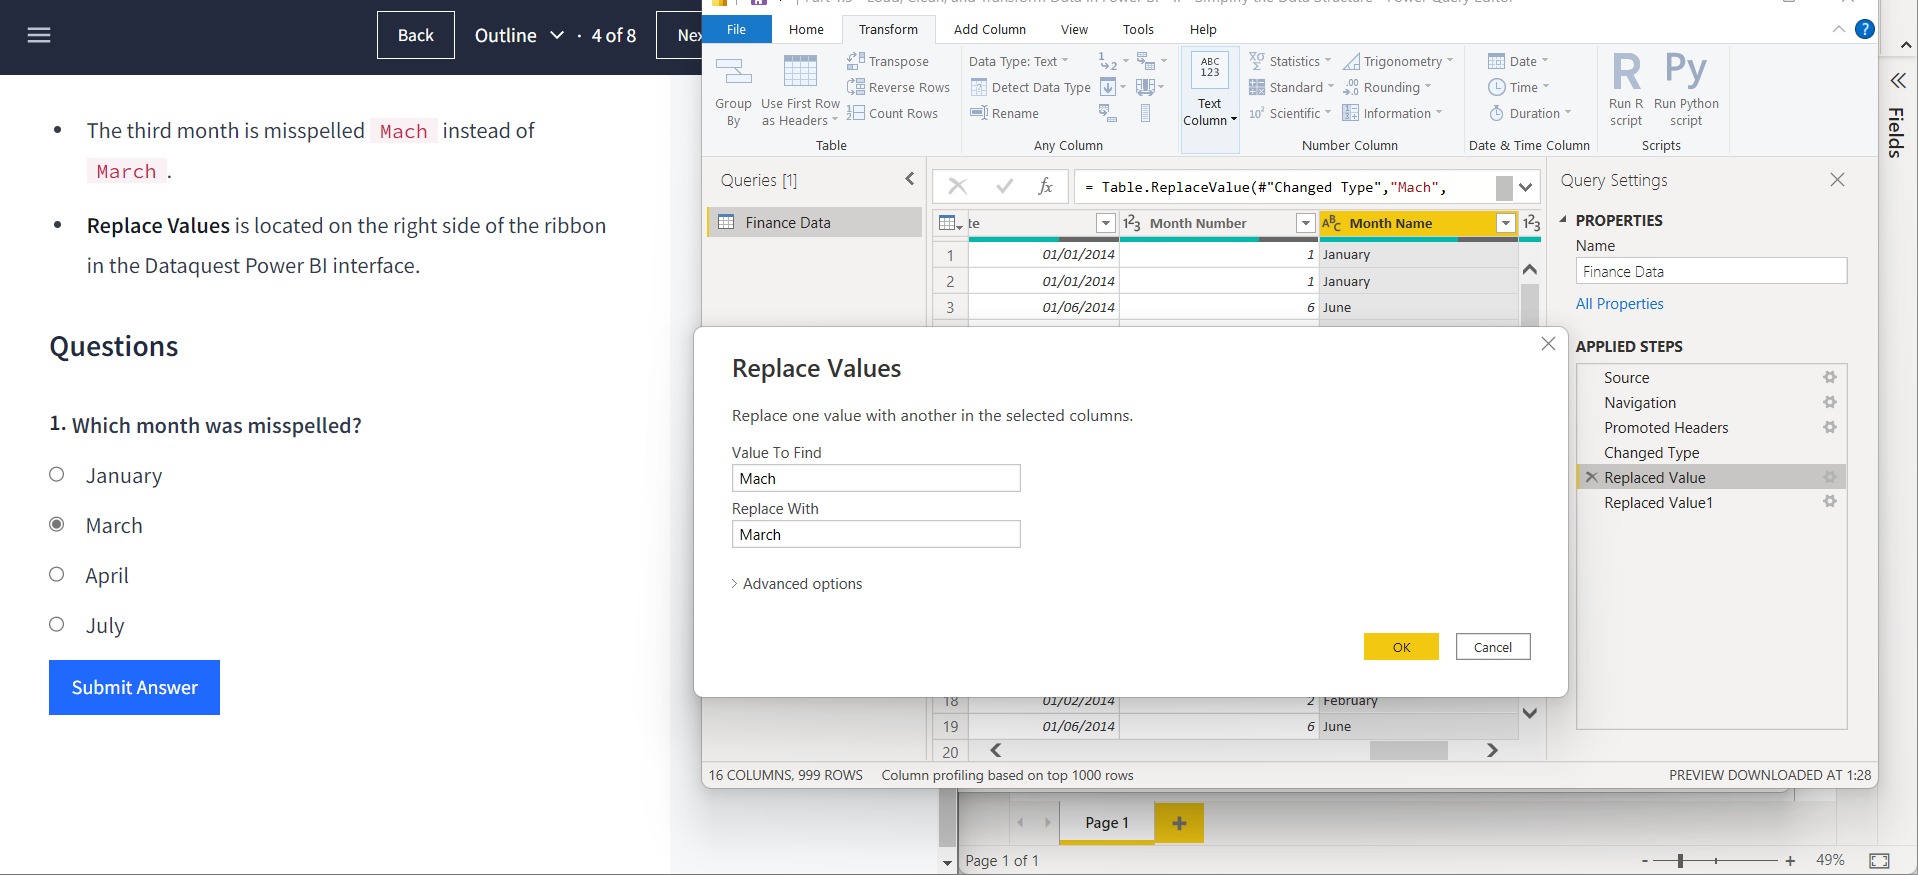 Back
Outline
· 4 of 8
The third month is misspelled Mach instead of
March .
Replace Values is located on the right side of the ribbon
in the Dataquest Power BI interface.
Questions
1. Which month was misspelled?
January
March
April
July
Submit Answer
File
Home
Transform
Add Column
View
Tools
Help
Group
By
Use First Row
as Headers
Transpose
Reverse Rows
Count Rows
Table
Data Type: Text
Detect Data Type
Rename
Any Column
ABC
123
Text
Column
Statistics
Standard
Scientific
Trigonometry
Rounding
Information
Number Column
Date
Time
Duration
Date & Time Column
R
Run R
script
Py
Run Python
script
Scripts
Fields
Queries [1]
Finance Data
fx
= Table.ReplaceValue(#"Changed Type","Mach",
te
123 Month Number
ABC Month Name
123
1 01/01/2014 1 January
2 01/01/2014 1 January
3 01/06/2014 6 June
Replace Values
Replace one value with another in the selected columns.
Value To Find
Mach
Replace With
March
Advanced options
OK
Cancel
18 01/02/2014 2 February
19 01/06/2014 6 June
20
Query Settings
PROPERTIES
Name
Finance Data
All Properties
APPLIED STEPS
Source
Navigation
Promoted Headers
Changed Type
Replaced Value
Replaced Value1
16 COLUMNS, 999 ROWS
Column profiling based on top 1000 rows
PREVIEW DOWNLOADED AT 1:28
Page 1
Page 1 of 1
49%